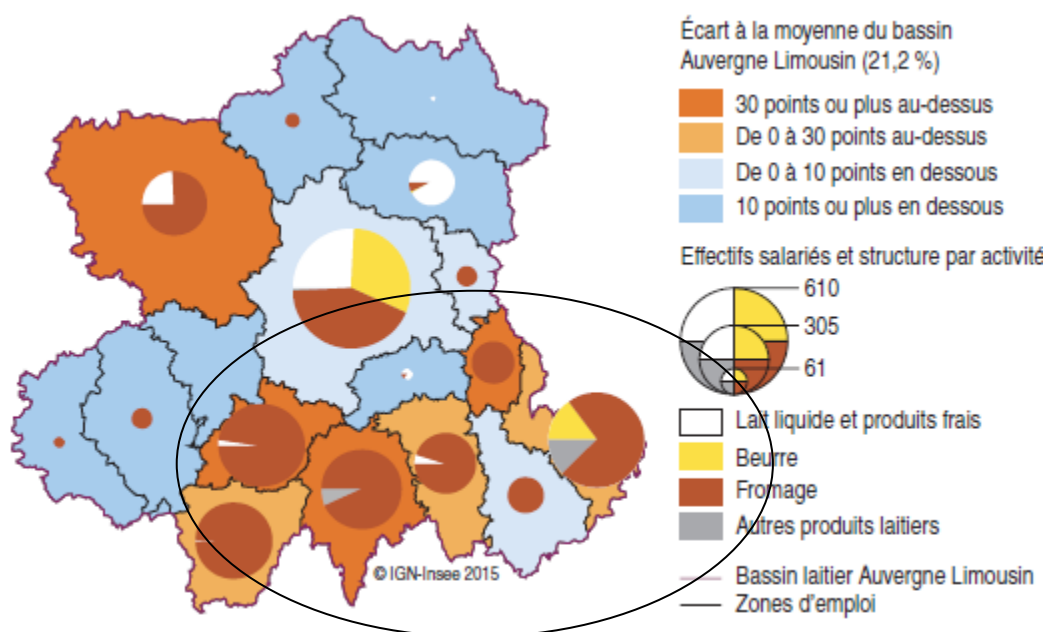 Écart à la moyenne du bassin
Auvergne Limousin (21,2 %)
30 points ou plus au-dessus
De 0 à 30 points au-dessus
De 0 à 10 points en dessous
10 points ou plus en dessous
Effectifs salariés et structure par activité
610
305
61
Lait liquide et produits frais
Beurre
Fromage
Autres produits laitiers
© IGN-Insee 2015
Bassin laitier Auvergne Limousin
Zones d'emploi